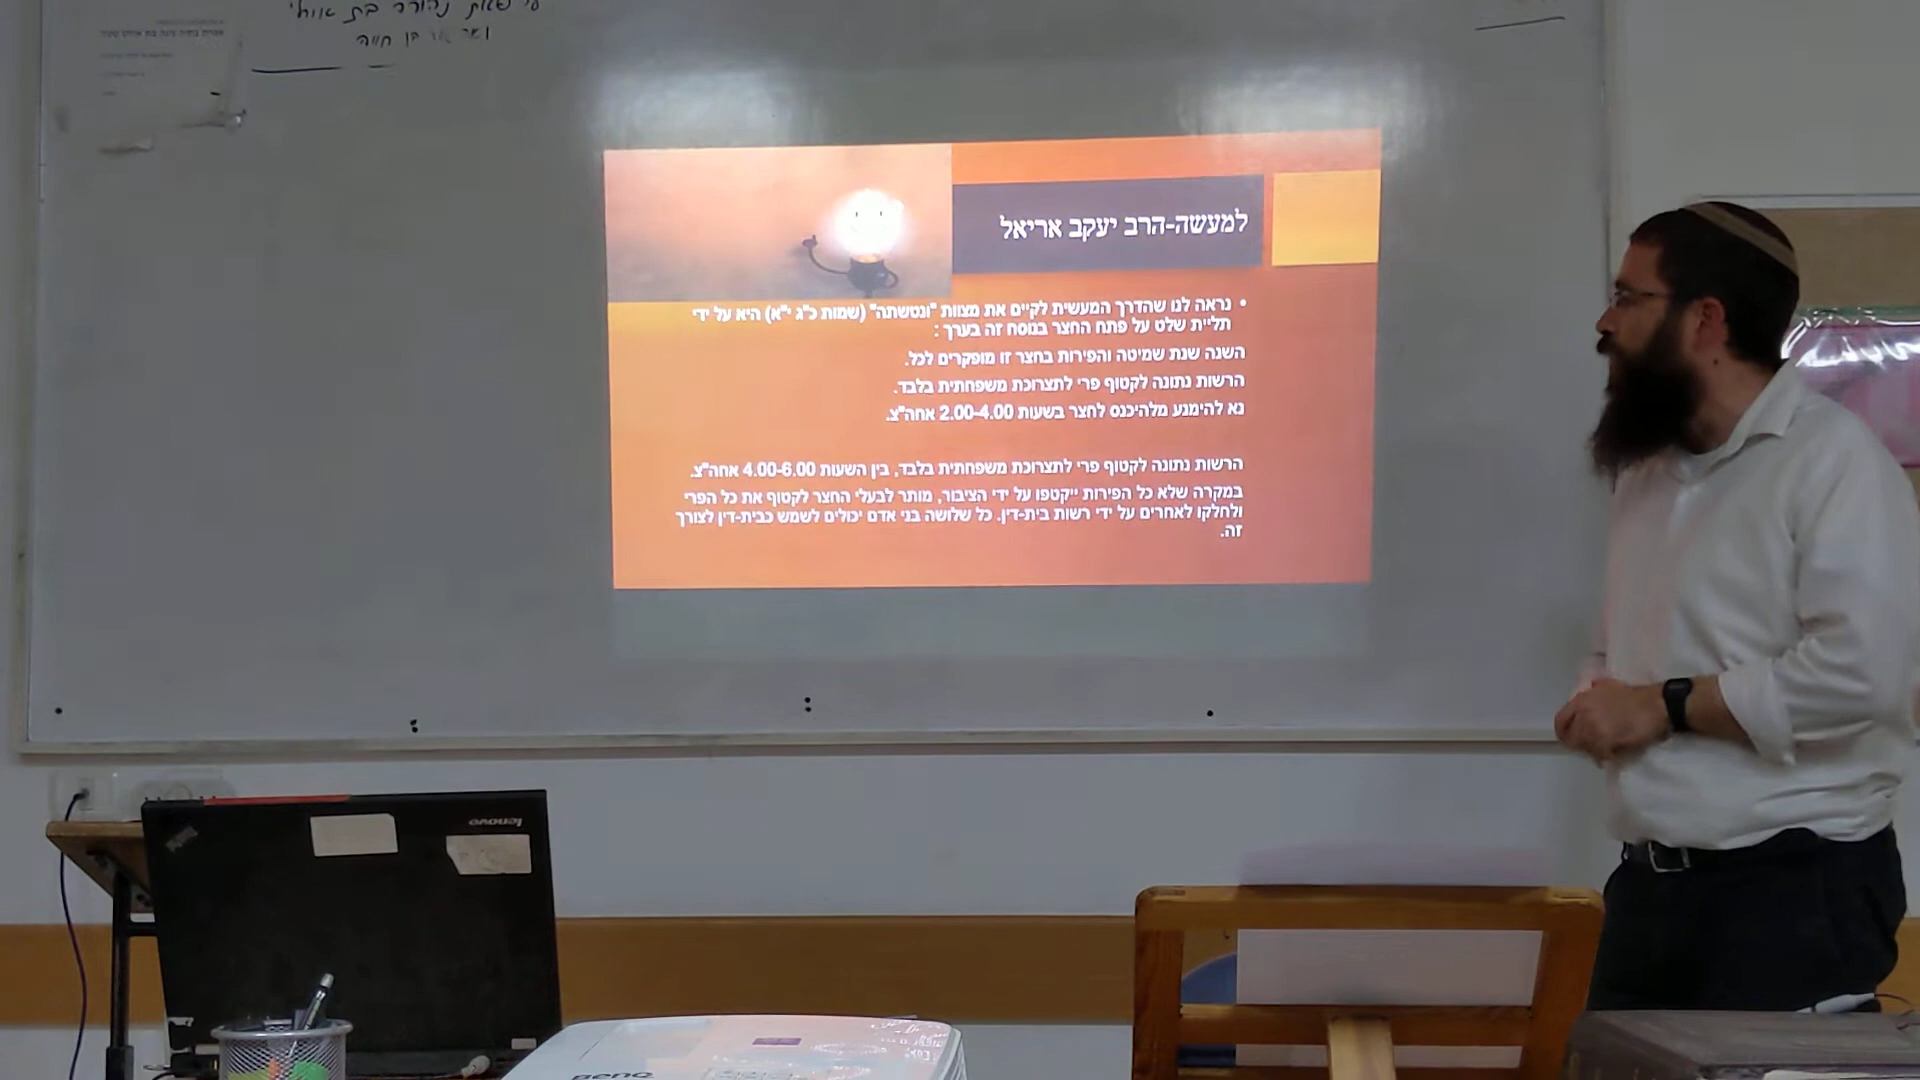 למעשה-הרב יעקב אריאל
• נראה לנו שהדרך המעשית לקיים את מצוות "ונטשתה" (שמות כ"ג י"א) היא על ידי
תליית שלט על פתח החצר בנוסח זה בערך :
השנה שנת שמיטה והפירות בחצר זו מופקרים לכל.
הרשות נתונה לקטוף פרי לתצרוכת משפחתית בלבד.
נא להימנע מלהיכנס לחצר בשעות 2.00-4.00 אחה"צ.
הרשות נתונה לקטוף פרי לתצרוכת משפחתית בלבד, בין השעות 4.00-6.00 אחה"צ.
במקרה שלא כל הפירות ייקטפו על ידי הציבור, מותר לבעלי החצר לקטוף את כל הפרי
ולחלקו לאחרים על ידי רשות בית-דין. כל שלושה בני אדם יכולים לשמש כבית-דין לצורך
זה.
בן חויה
lenovo
BenQ